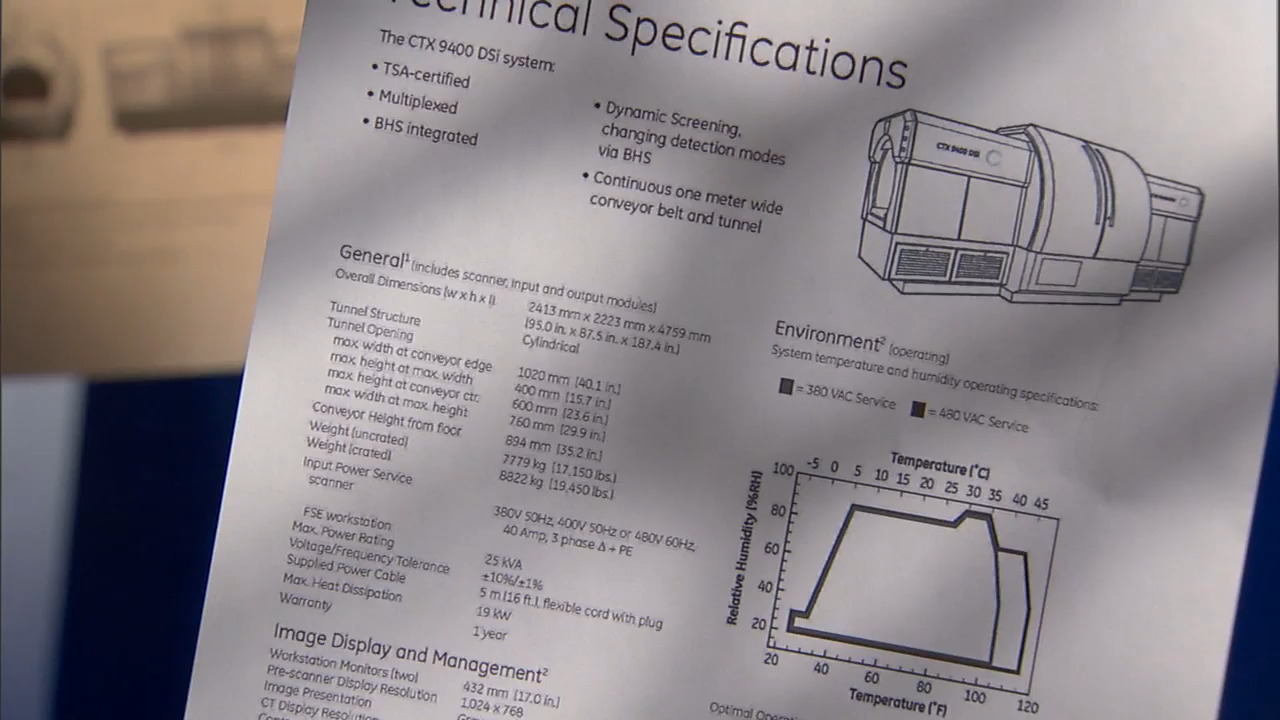 Technical Specifications
The CTX 9400 DSi system:
• TSA-certified
• Multiplexed
• BHS integrated
• Dynamic Screening,
changing detection modes
via BHS
• Continuous one meter wide
conveyor belt and tunnel
CTX 9400 DSi
General¹ (includes scanner, input and output modules)
Overall Dimensions (w x h x l) 2413 mm x 2223 mm x 4759 mm
(95.0 in. x 87.5 in. x 187.4 in.)
Tunnel Structure Cylindrical
Tunnel Opening
max. width at conveyor edge 1020 mm (40.1 in.)
max. height at max. width 400 mm (15.7 in.)
max. height at conveyor ctr. 600 mm (23.6 in.)
max. width at max. height 760 mm (29.9 in.)
Conveyor Height from floor 894 mm (35.2 in.)
Weight (uncrated) 7779 kg (17,150 lbs.)
Weight (crated) 8822 kg (19,450 lbs.)
Input Power Service
scanner 380V 50Hz, 400V 50Hz or 480V 60Hz,
40 Amp, 3 phase Δ + PE
FSE workstation
Max. Power Rating 25 kVA
Voltage/Frequency Tolerance ±10%/±1%
Supplied Power Cable 5 m (16 ft.), flexible cord with plug
Max. Heat Dissipation 19 kW
Warranty 1 year
Image Display and Management²
Workstation Monitors (two) 432 mm (17.0 in.)
Pre-scanner Display Resolution 1,024 x 768
Image Presentation
CT Display Resolution
Environment² (operating)
System temperature and humidity operating specifications:
= 380 VAC Service = 480 VAC Service
Temperature (˚C)
-5 0 5 10 15 20 25 30 35 40 45
Relative Humidity (%RH)
100
80
60
40
20
20 40 60 80 100 120
Temperature (˚F)